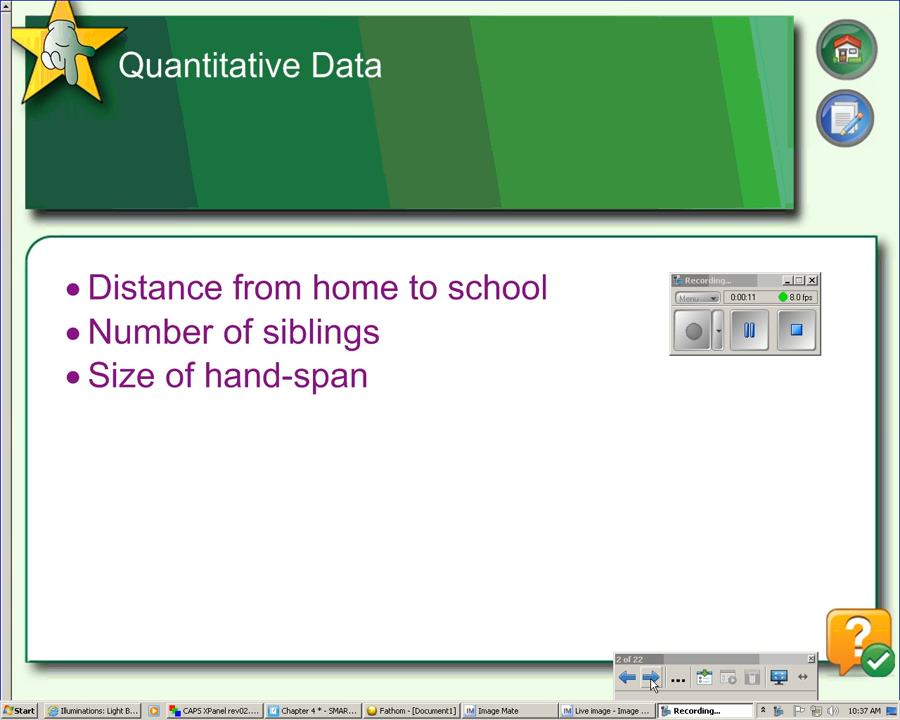 Quantitative Data
• Distance from home to school
• Number of siblings
• Size of hand-span
Recording...
Menu
0:00:11
8.0 fps
?
2 of 22
...
Start
Illuminations: Light B...
CAPS XPanel rev02....
Chapter 4 * - SMAR...
Fathom - [Document1]
Image Mate
Live image - Image ...
Recording...
10:37 AM